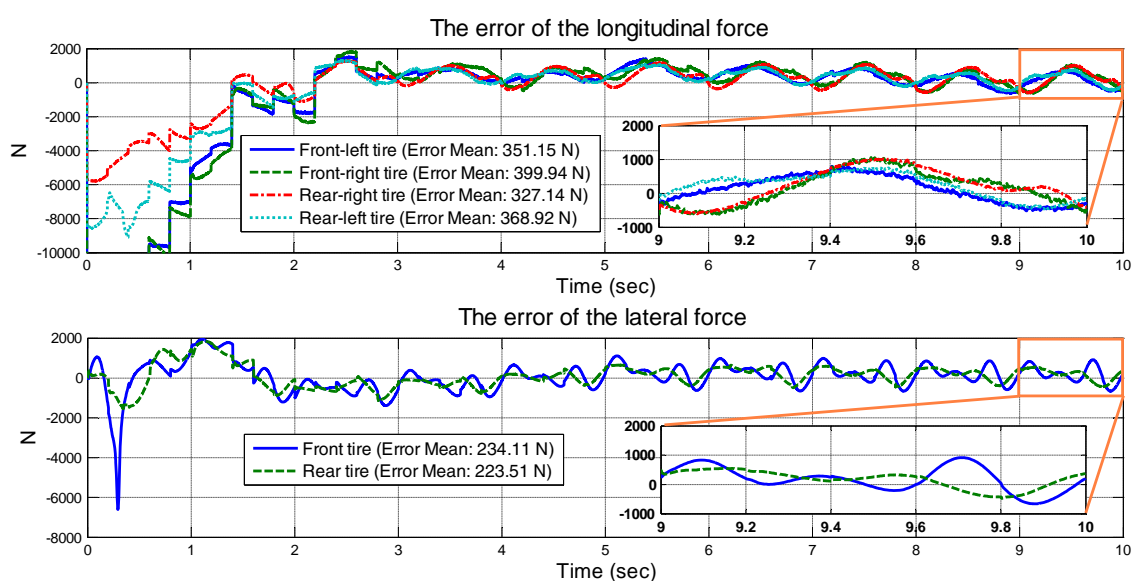 The error of the longitudinal force
2000
0
-2000
-4000
-6000
-8000
-10000
N
Front-left tire (Error Mean: 351.15 N)
Front-right tire (Error Mean: 399.94 N)
Rear-right tire (Error Mean: 327.14 N)
Rear-left tire (Error Mean: 368.92 N)
2000
1000
0
-1000
9 9.2 9.4 9.6 9.8 10
0 1 2 3 4 5 6 7 8 9 10
Time (sec)
The error of the lateral force
2000
0
-2000
-4000
-6000
-8000
N
Front tire (Error Mean: 234.11 N)
Rear tire (Error Mean: 223.51 N)
2000
1000
0
-1000
9 9.2 9.4 9.6 9.8 10
0 1 2 3 4 5 6 7 8 9 10
Time (sec)